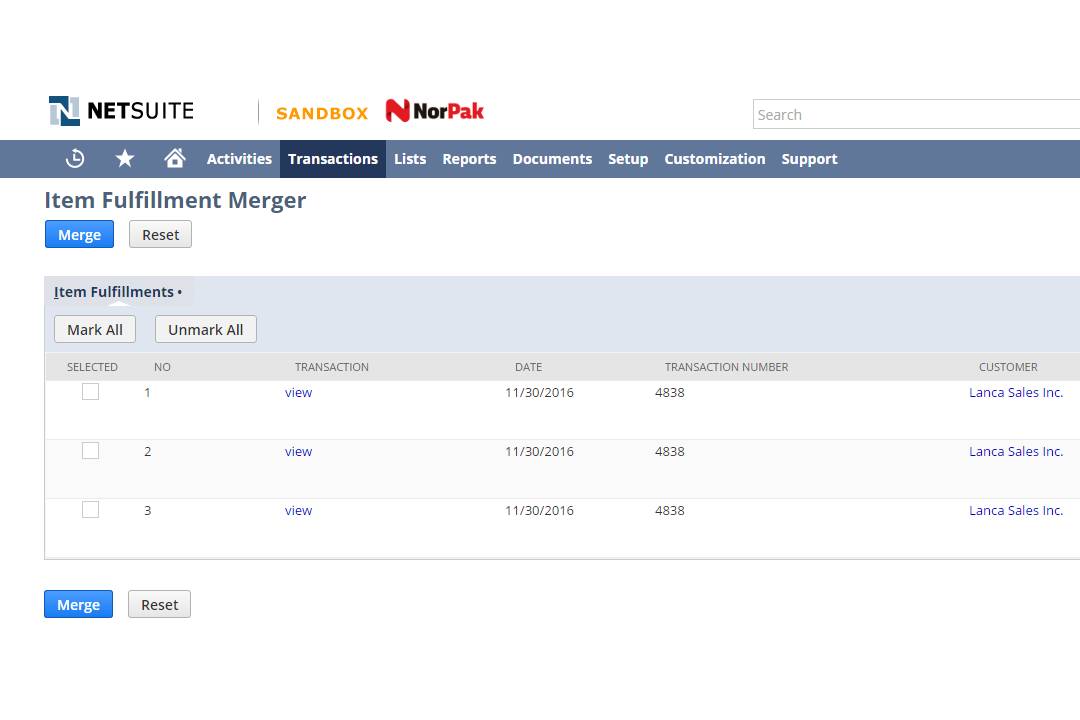 NETSUITE SANDBOX NorPak Search
Activities Transactions Lists Reports Documents Setup Customization Support
Item Fulfillment Merger
Merge Reset
Item Fulfillments •
Mark All Unmark All
SELECTED NO TRANSACTION DATE TRANSACTION NUMBER CUSTOMER
1 view 11/30/2016 4838 Lanca Sales Inc.
2 view 11/30/2016 4838 Lanca Sales Inc.
3 view 11/30/2016 4838 Lanca Sales Inc.
Merge Reset